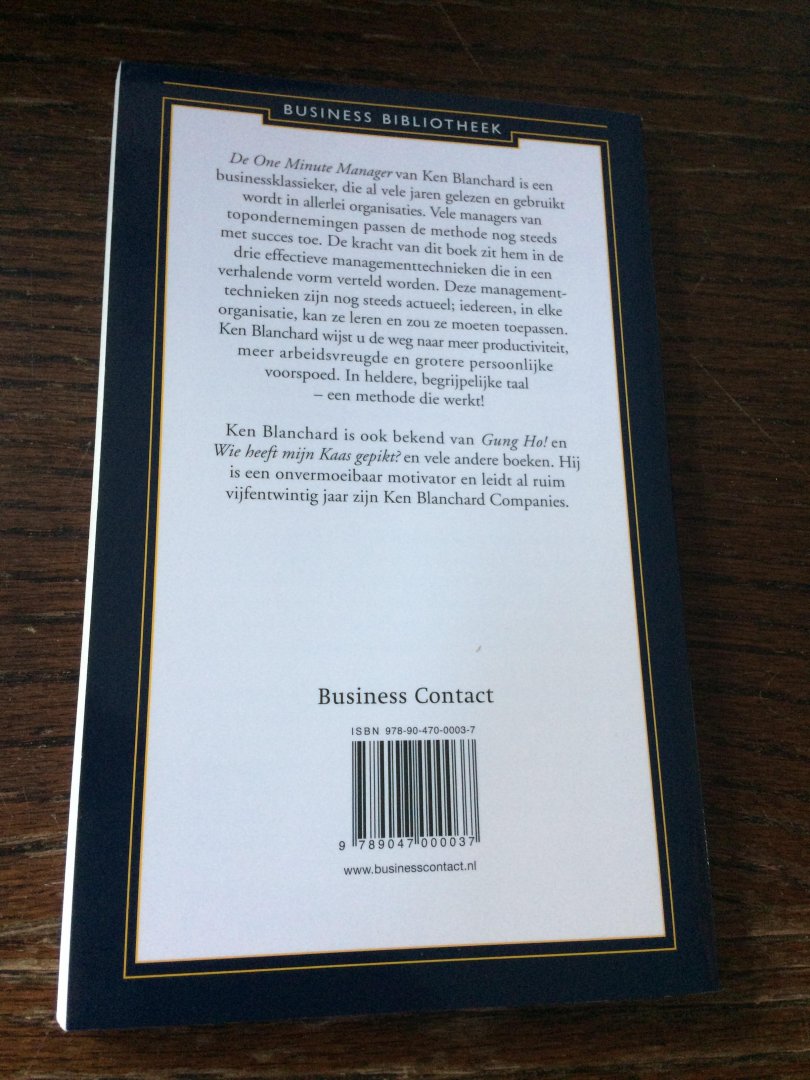 BUSINESS BIBLIOTHEEK
De One Minute Manager van Ken Blanchard is een
businessklassieker, die al vele jaren gelezen en gebruikt
wordt in allerlei organisaties. Vele managers van
topondernemingen passen de methode nog steeds
met succes toe. De kracht van dit boek zit hem in de
drie effectieve managementtechnieken die in een
verhalende vorm verteld worden. Deze management-
technieken zijn nog steeds actueel; iedereen, in elke
organisatie, kan ze leren en zou ze moeten toepassen.
Ken Blanchard wijst u de weg naar meer productiviteit,
meer arbeidsvreugde en grotere persoonlijke
voorspoed. In heldere, begrijpelijke taal
– een methode die werkt!
Ken Blanchard is ook bekend van Gung Ho! en
Wie heeft mijn Kaas gepikt? en vele andere boeken. Hij
is een onvermoeibaar motivator en leidt al ruim
vijfentwintig jaar zijn Ken Blanchard Companies.
Business Contact
ISBN 978-90-470-0003-7
9 789047 000037
www.businesscontact.nl